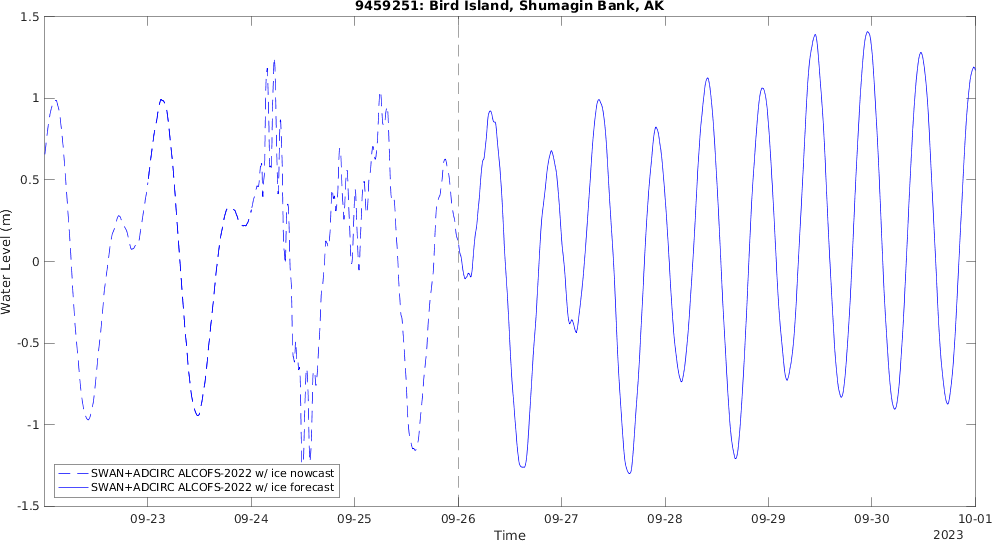 9459251: Bird Island, Shumagin Bank, AK
1.5
1
0.5
0
-0.5
-1
-1.5
Water Level (m)
SWAN+ADCIRC ALCOFS-2022 w/ ice nowcast
SWAN+ADCIRC ALCOFS-2022 w/ ice forecast
09-23 09-24 09-25 09-26 09-27 09-28 09-29 09-30 10-01
Time
2023